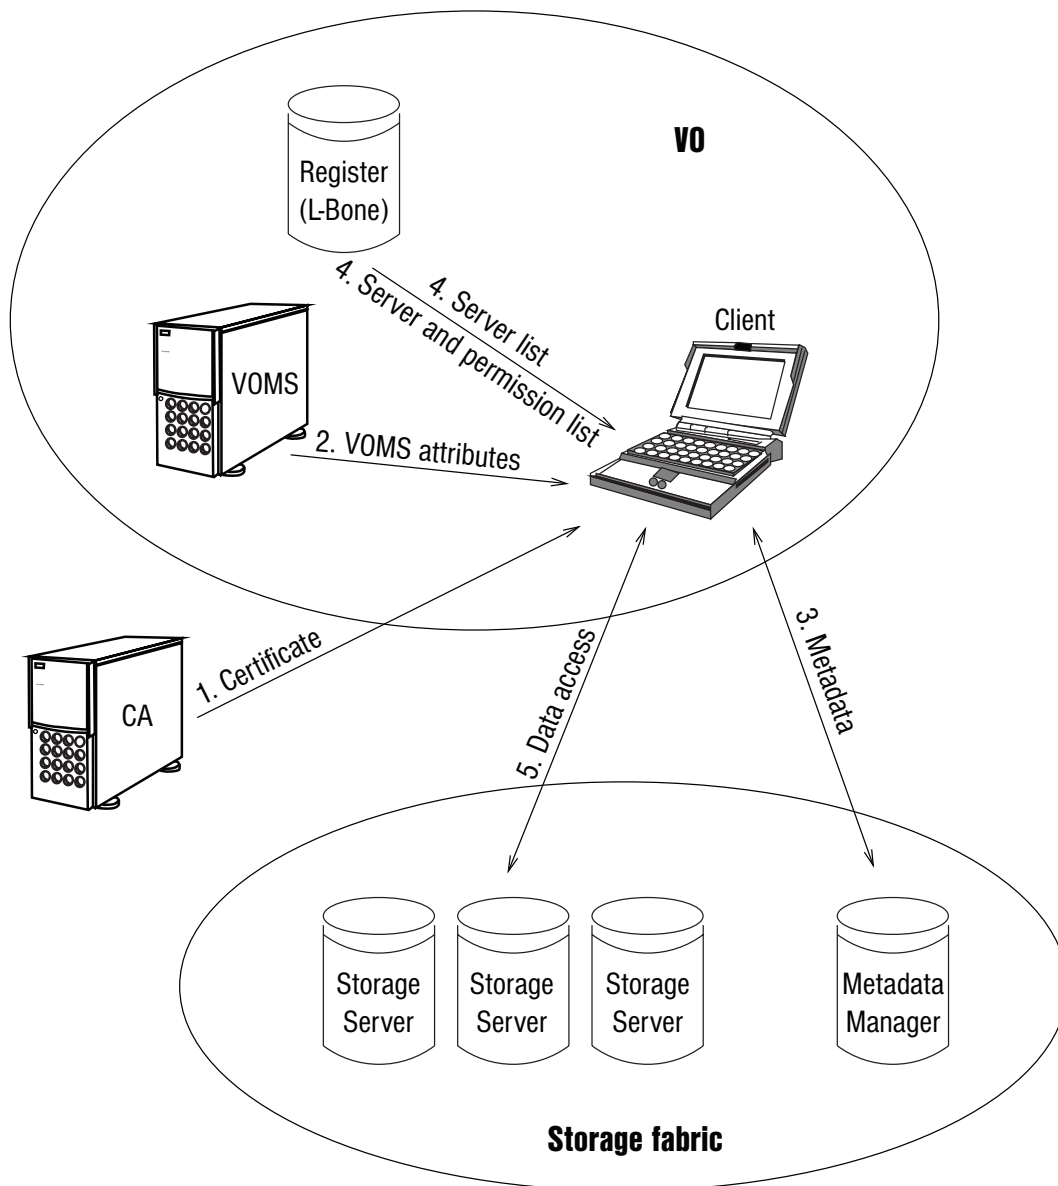 VO
Register
(L-Bone)
4. Server list
4. Server and permission list
Client
VOMS
2. VOMS attributes
1. Certificate
CA
5. Data access
3. Metadata
Storage
Server
Storage
Server
Storage
Server
Metadata
Manager
Storage fabric